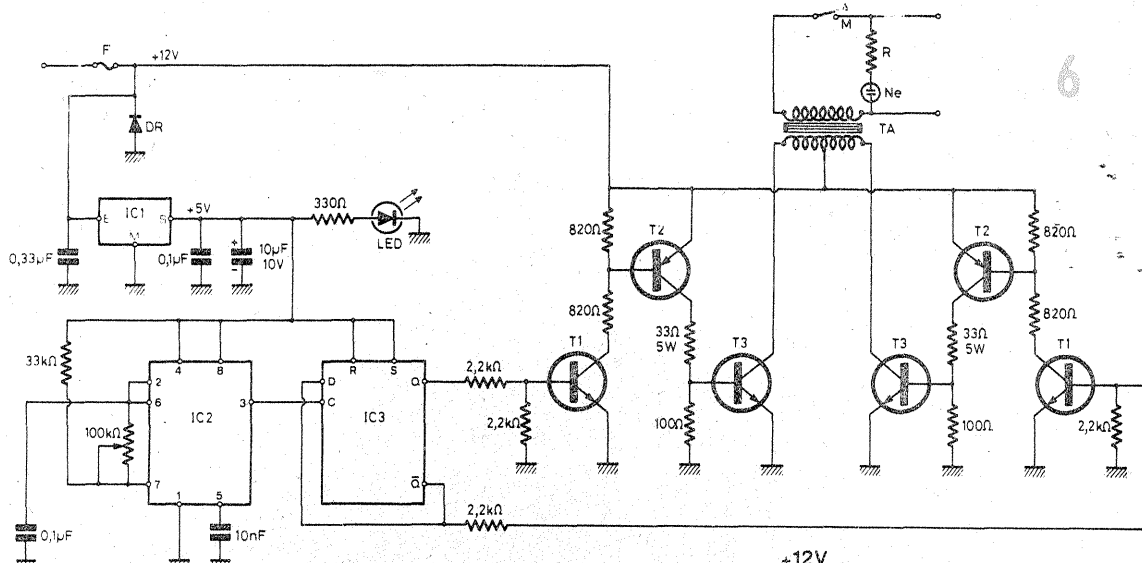 M
F
+12V
R
6
Ne
TA
DR
IC1
E
S
M
+5V
330Ω
LED
0,33µF
0,1µF
+
10µF
10V
-
820Ω
T2
T2
820Ω
820Ω
33Ω
5W
33Ω
5W
820Ω
33kΩ
4
8
R
S
T1
T3
T3
T1
2
6
IC2
3
D
C
IC3
Q
2,2kΩ
2,2kΩ
100Ω
100Ω
2,2kΩ
100kΩ
7
1
5
Q̅
0,1µF
10nF
2,2kΩ
+12V